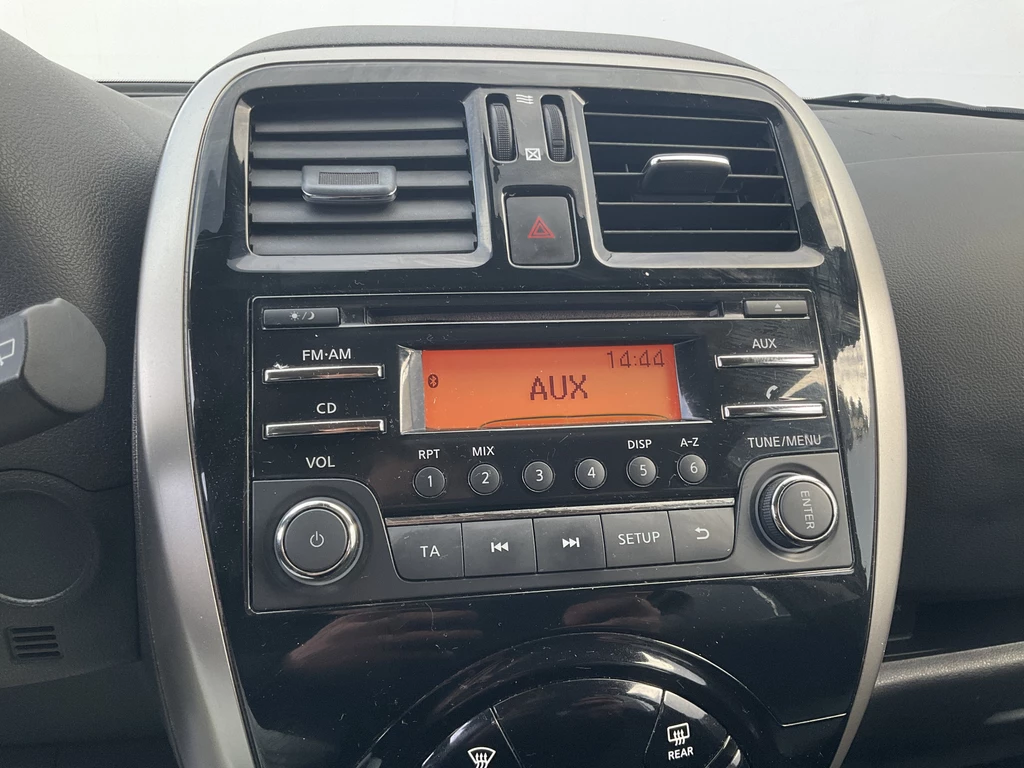 FM·AM
CD
VOL
14:44
AUX
AUX
TUNE/MENU
RPT
MIX
DISP
A-Z
1
2
3
4
5
6
ENTER
TA
SETUP
REAR